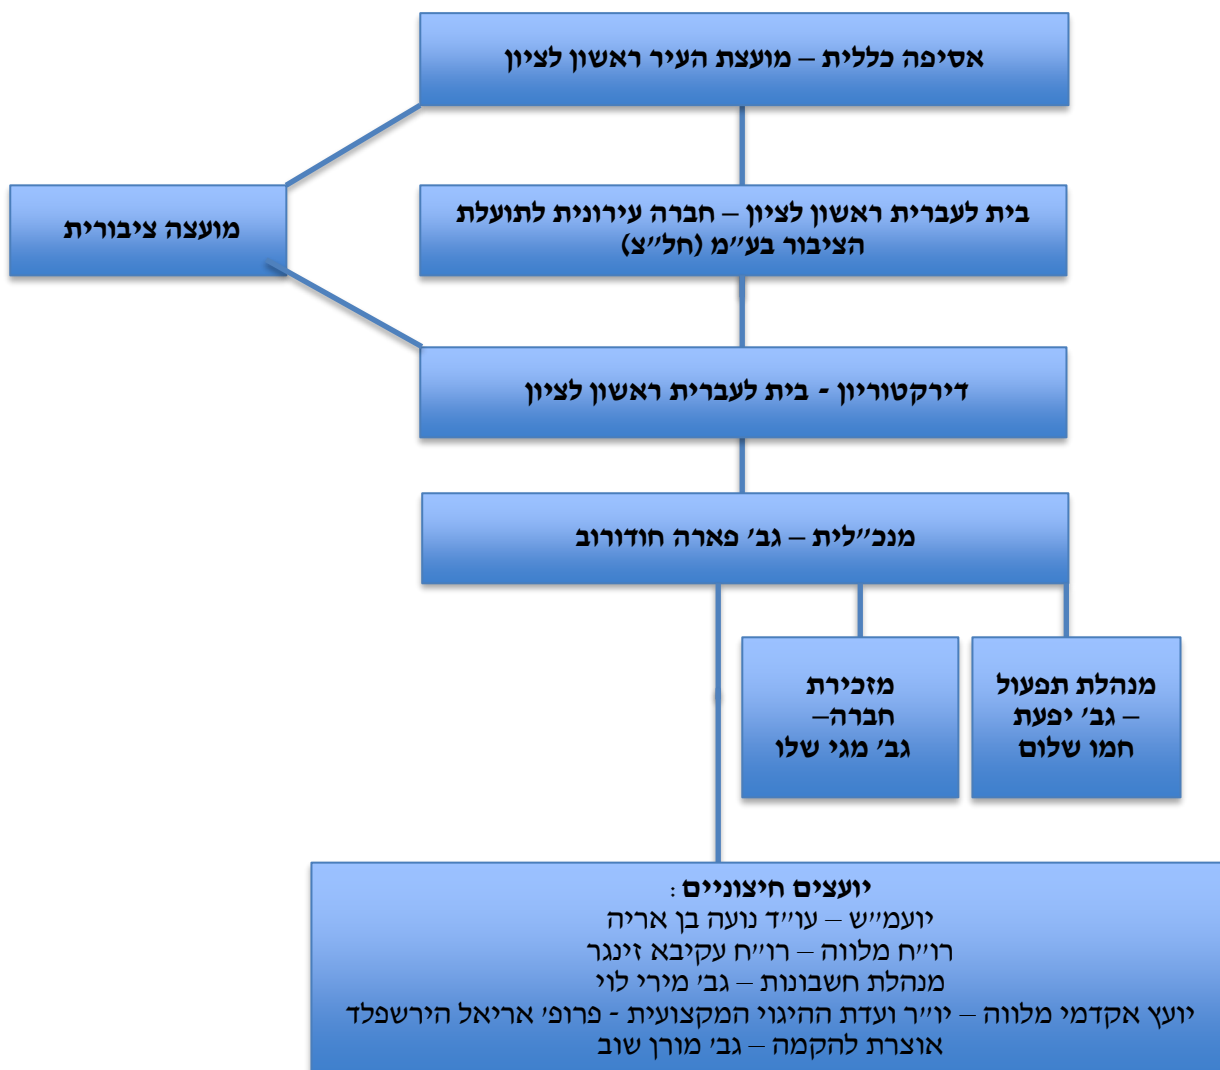 אסיפה כללית – מועצת העיר ראשון לציון
מועצה ציבורית
בית לעברית ראשון לציון – חברה עירונית לתועלת
הציבור בע״מ (חל״צ)
דירקטוריון - בית לעברית ראשון לציון
מנכ״לית – גב׳ פארה חודורוב
מנהלת תפעול
– גב׳ יפעת
חמו שלום
מזכירת
חברה–
גב׳ מגי שלו
יועצים חיצוניים:
יועמ״ש – עו״ד נועה בן אריה
רו״ח מלווה – רו״ח עקיבא זינגר
מנהלת חשבונות – גב׳ מירי לוי
יועץ אקדמי מלווה – יו״ר ועדת ההיגוי המקצועית - פרופ׳ אריאל הירשפלד
אוצרת להקמה – גב׳ מורן שוב